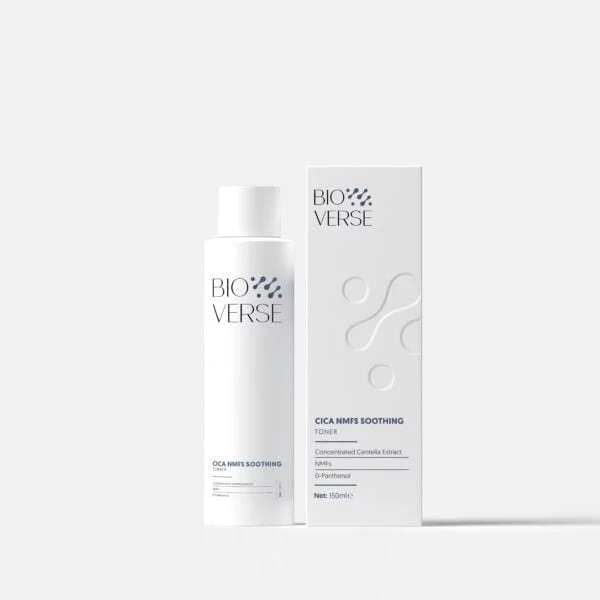 BIO
VERSE
CICA NMFS SOOTHING
TONER
D-Panthenol
BIO
VERSE
CICA NMFS SOOTHING
TONER
Concentrated Centella Extract
NMFs
D-Panthenol
Net: 150ml℮